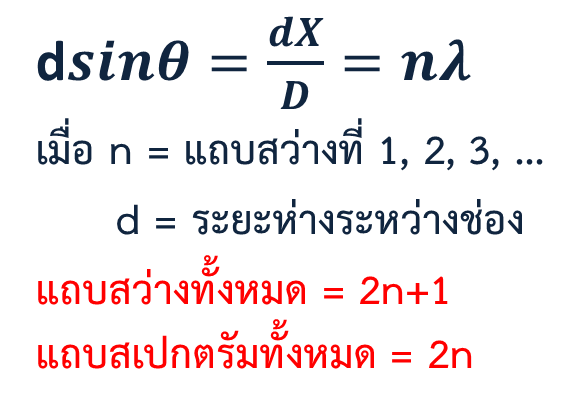 dsinθ = dX/D = nλ
เมื่อ n = แถบสว่างที่ 1, 2, 3, ...
d = ระยะห่างระหว่างช่อง
แถบสว่างทั้งหมด = 2n+1
แถบสเปกตรัมทั้งหมด = 2n